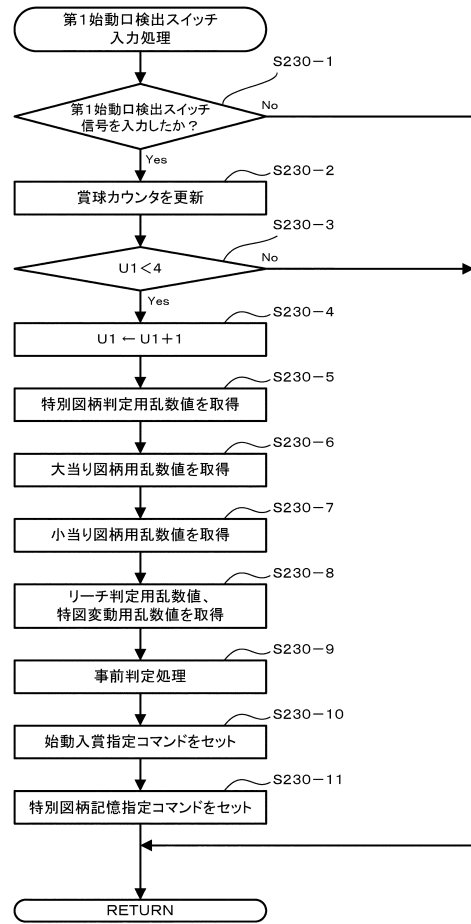 第1始動口検出スイッチ
入力処理
S230-1
第1始動口検出スイッチ
信号を入力したか?
No
Yes
S230-2
賞球カウンタを更新
S230-3
U1<4
No
Yes
S230-4
U1 ← U1+1
S230-5
特別図柄判定用乱数値を取得
S230-6
大当り図柄用乱数値を取得
S230-7
小当り図柄用乱数値を取得
S230-8
リーチ判定用乱数値、
特図変動用乱数値を取得
S230-9
事前判定処理
S230-10
始動入賞指定コマンドをセット
S230-11
特別図柄記憶指定コマンドをセット
RETURN